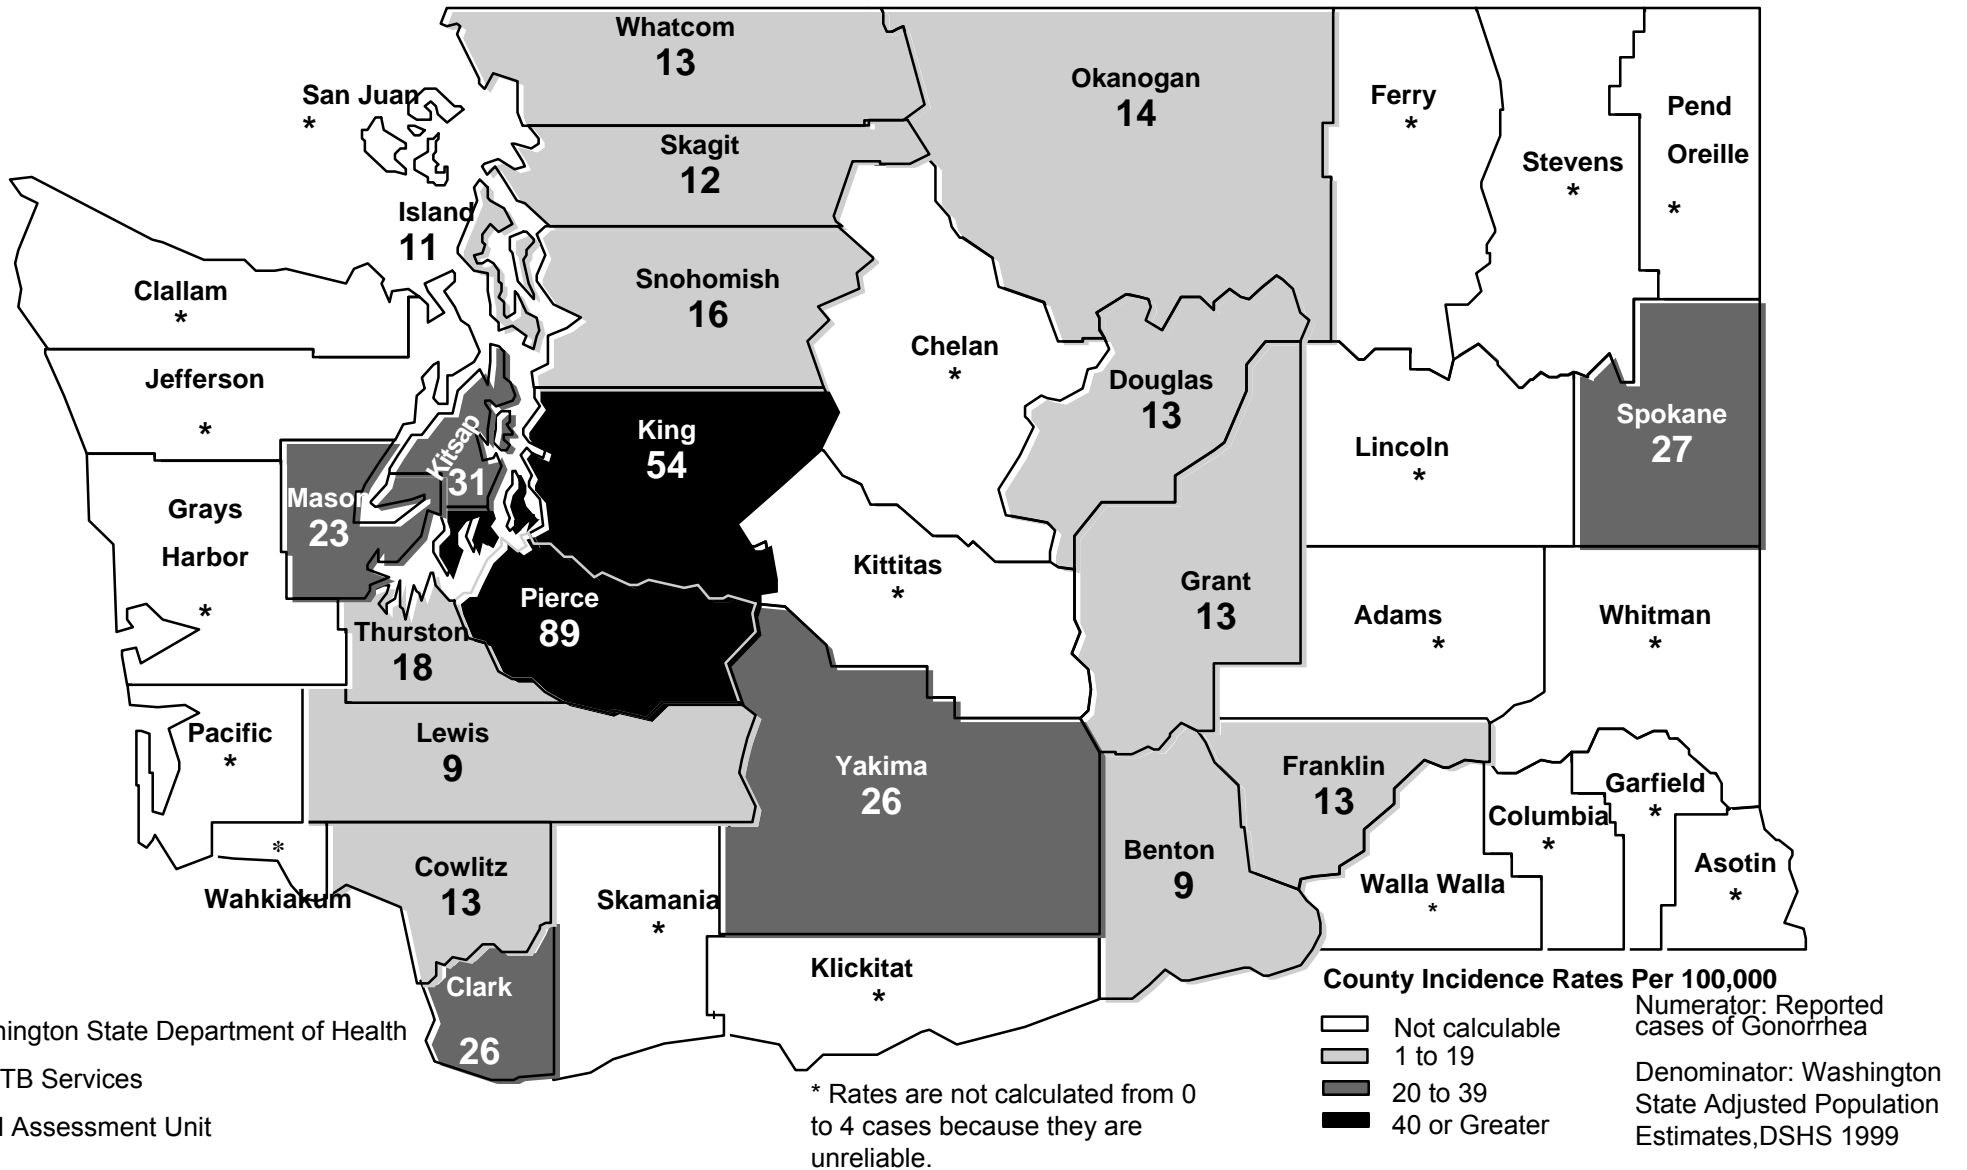 Whatcom
13
San Juan
*
Okanogan
14
Ferry
*
Pend
Oreille
*
Stevens
*
Skagit
12
Island
11
Clallam
*
Snohomish
16
Chelan
*
Jefferson
*
Douglas
13
King
54
Kitsap
31
Lincoln
*
Spokane
27
Mason
23
Grays
Harbor
*
Kittitas
*
Grant
13
Pierce
89
Thurston
18
Adams
*
Whitman
*
Pacific
*
Lewis
9
Yakima
26
Franklin
13
Garfield
*
Columbia
*
Benton
9
Asotin
*
Walla Walla
*
*
Wahkiakum
Cowlitz
13
Skamania
*
Klickitat
*
Clark
26
County Incidence Rates Per 100,000
Not calculable
1 to 19
20 to 39
40 or Greater
Numerator: Reported
cases of Gonorrhea
Denominator: Washington
State Adjusted Population
Estimates,DSHS 1999
hington State Department of Health
TB Services
Assessment Unit
* Rates are not calculated from 0
to 4 cases because they are
unreliable.